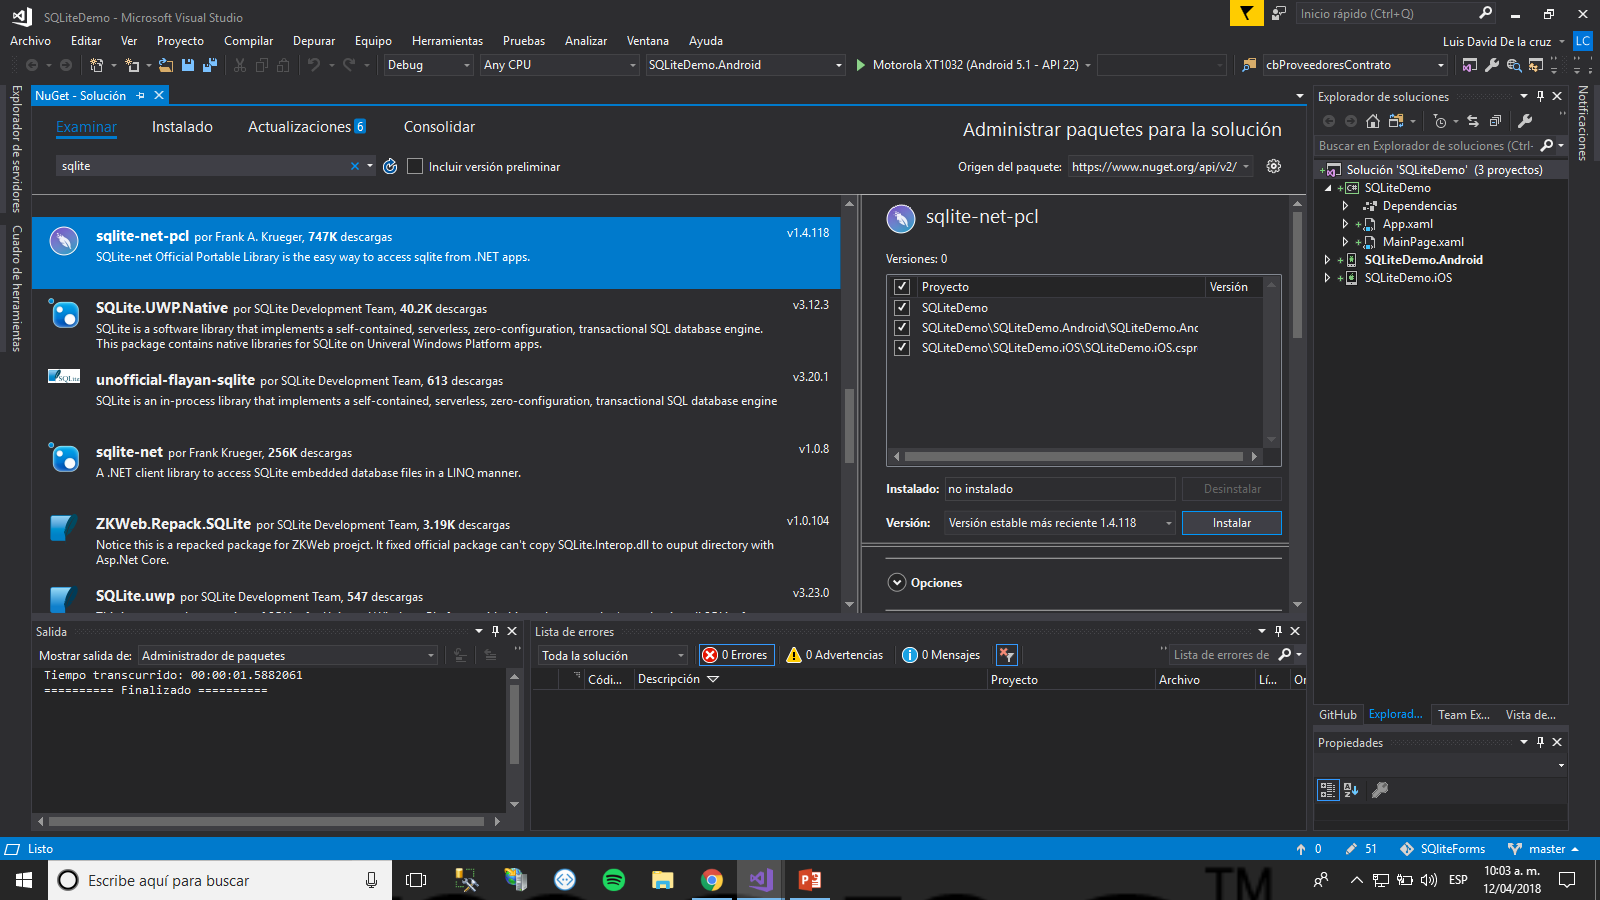 SQLiteDemo - Microsoft Visual Studio
Inicio rápido (Ctrl+Q)
Archivo Editar Ver Proyecto Compilar Depurar Equipo Herramientas Pruebas Analizar Ventana Ayuda
Luis David De la cruz LC
Debug Any CPU SQLiteDemo.Android Motorola XT1032 (Android 5.1 - API 22) cbProveedoresContrato
Explorador de servidores
Cuadro de herramientas
NuGet - Solución
Examinar Instalado Actualizaciones 6 Consolidar
Administrar paquetes para la solución
sqlite
Incluir versión preliminar
Origen del paquete: https://www.nuget.org/api/v2/
sqlite-net-pcl por Frank A. Krueger, 747K descargas v1.4.118
SQLite-net Official Portable Library is the easy way to access sqlite from .NET apps.
SQLite.UWP.Native por SQLite Development Team, 40.2K descargas v3.12.3
SQLite is a software library that implements a self-contained, serverless, zero-configuration, transactional SQL database engine.
This package contains native libraries for SQLite on Univeral Windows Platform apps.
SQLite
unofficial-flayan-sqlite por SQLite Development Team, 613 descargas v3.20.1
SQLite is an in-process library that implements a self-contained, serverless, zero-configuration, transactional SQL database engine
sqlite-net por Frank Krueger, 256K descargas v1.0.8
A .NET client library to access SQLite embedded database files in a LINQ manner.
ZKWeb.Repack.SQLite por SQLite Development Team, 3.19K descargas v1.0.104
Notice this is a repacked package for ZKWeb proejct. It fixed official package can't copy SQLite.Interop.dll to ouput directory with
Asp.Net Core.
SQLite.uwp por SQLite Development Team, 547 descargas v3.23.0
sqlite-net-pcl
Versiones: 0
Proyecto Versión
SQLiteDemo
SQLiteDemo\SQLiteDemo.Android\SQLiteDemo.Anc
SQLiteDemo\SQLiteDemo.iOS\SQLiteDemo.iOS.cspr
Instalado: no instalado Desinstalar
Versión: Versión estable más reciente 1.4.118 Instalar
Opciones
Explorador de soluciones
Buscar en Explorador de soluciones (Ctrl-
Solución 'SQLiteDemo' (3 proyectos)
C# SQLiteDemo
Dependencias
App.xaml
MainPage.xaml
SQLiteDemo.Android
SQLiteDemo.iOS
Notificaciones
GitHub Explorad... Team Ex... Vista de...
Propiedades
Salida
Mostrar salida de: Administrador de paquetes
Tiempo transcurrido: 00:00:01.5882061
========== Finalizado ==========
Lista de errores
Toda la solución 0 Errores 0 Advertencias 0 Mensajes Lista de errores de
Códi... Descripción Proyecto Archivo Lí... Or
Listo
0 51 SQliteForms master
Escribe aquí para buscar
TM
ESP
10:03 a. m.
12/04/2018